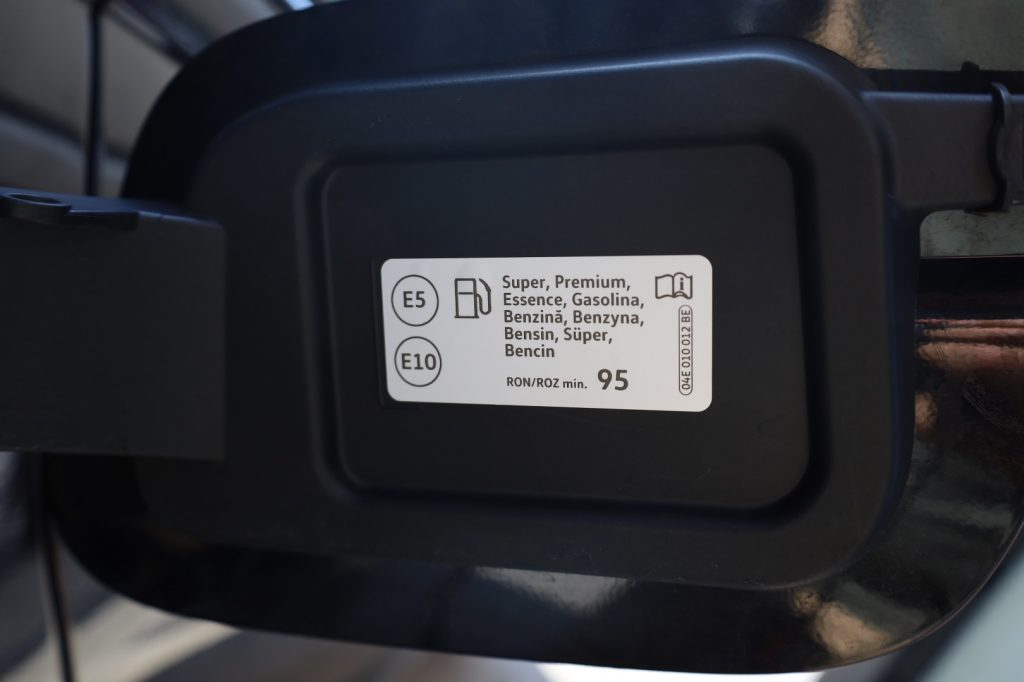 E5
E10
Super, Premium,
Essence, Gasolina,
Benzină, Benzyna,
Bensin, Süper,
Bencin
RON/ROZ min. 95
i
04E 010 012 BE